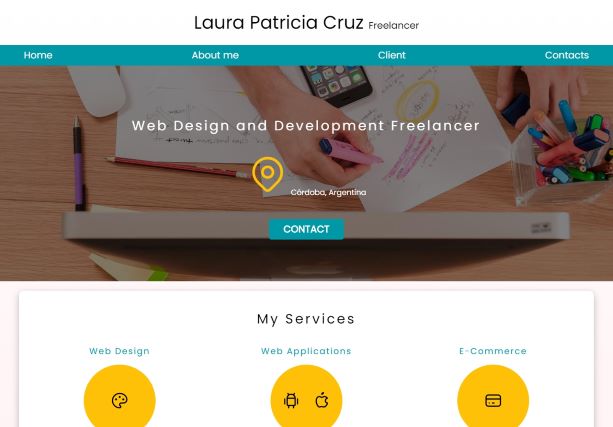 Laura Patricia Cruz Freelancer
Home About me Client Contacts
Web Design and Development Freelancer
Córdoba, Argentina
CONTACT
My Services
Web Design Web Applications E-Commerce